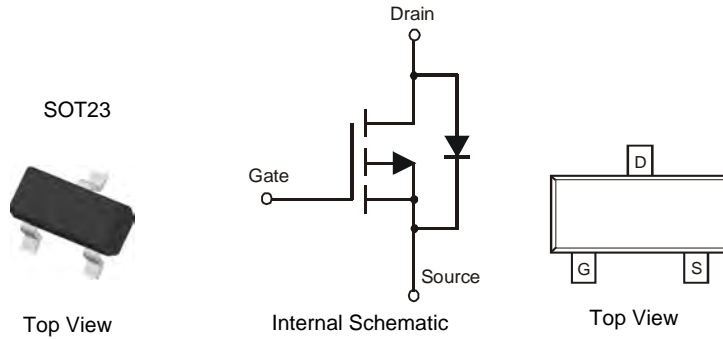 SOT23
Top View
Drain
Gate
Source
Internal Schematic
D
G S
Top View